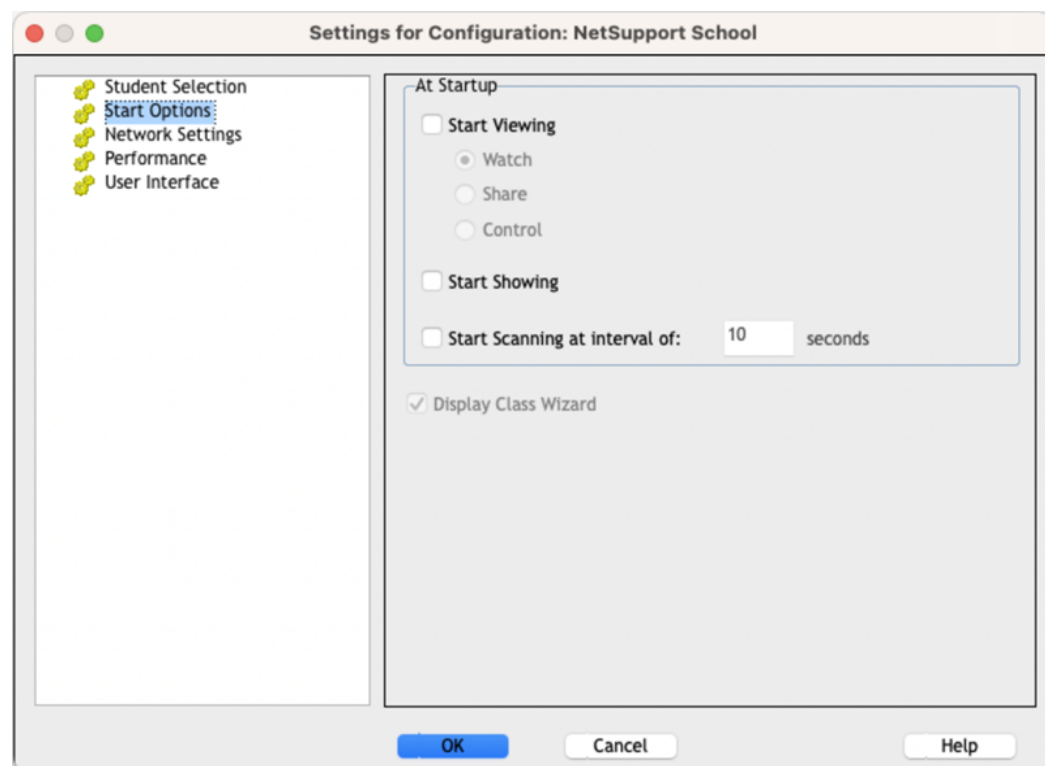 Settings for Configuration: NetSupport School
Student Selection
Start Options
Network Settings
Performance
User Interface
At Startup
Start Viewing
Watch
Share
Control
Start Showing
Start Scanning at interval of: 10 seconds
Display Class Wizard
OK Cancel Help